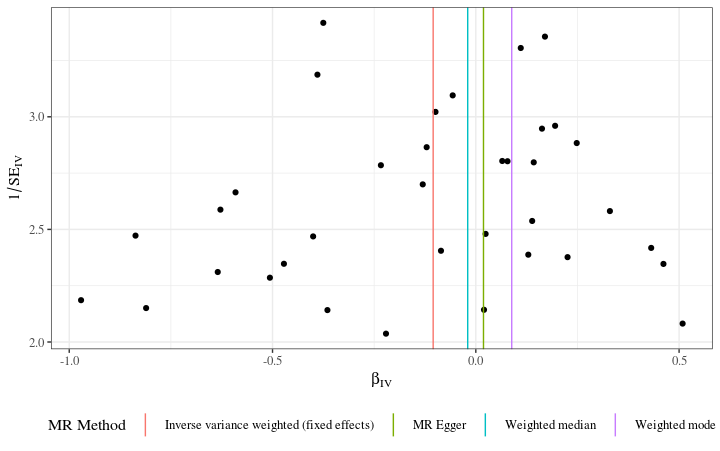 1/SE_IV
3.0
2.5
2.0
-1.0
-0.5
0.0
0.5
β_IV
MR Method
Inverse variance weighted (fixed effects)
MR Egger
Weighted median
Weighted mode